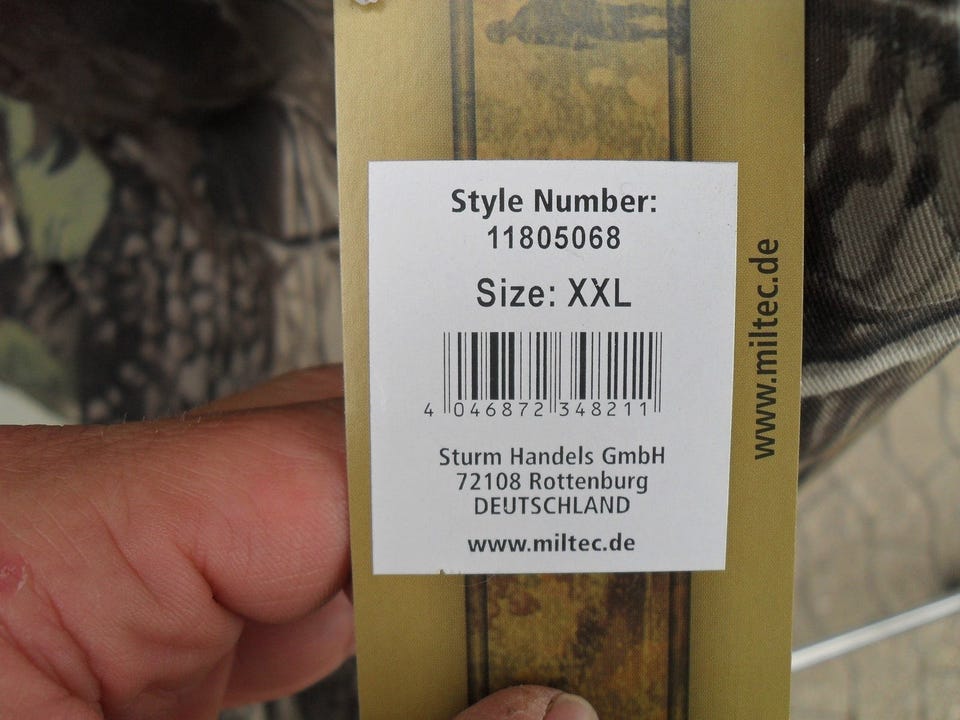 Style Number:
11805068
Size: XXL
4 046872 348211
Sturm Handels GmbH
72108 Rottenburg
DEUTSCHLAND
www.miltec.de
www.miltec.de